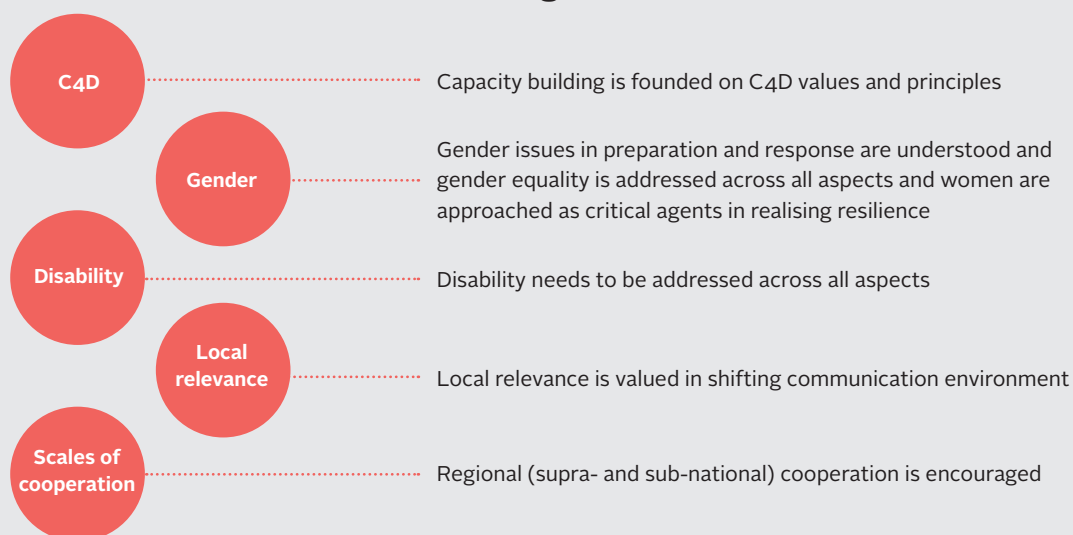 C4D
Capacity building is founded on C4D values and principles
Gender
Gender issues in preparation and response are understood and
gender equality is addressed across all aspects and women are
approached as critical agents in realising resilience
Disability
Disability needs to be addressed across all aspects
Local
relevance
Local relevance is valued in shifting communication environment
Scales of
cooperation
Regional (supra- and sub-national) cooperation is encouraged